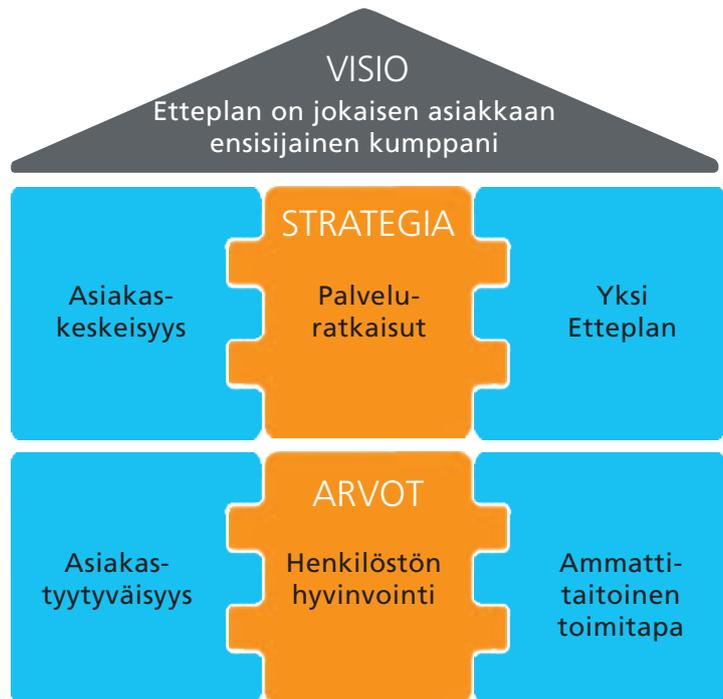 VISIO
Etteplan on jokaisen asiakkaan
ensisijainen kumppani
STRATEGIA
Asiakas-
keskeisyys
Palvelu-
ratkaisut
Yksi
Etteplan
ARVOT
Asiakas-
tyytyväisyys
Henkilöstön
hyvinvointi
Ammatti-
taitoinen
toimitapa